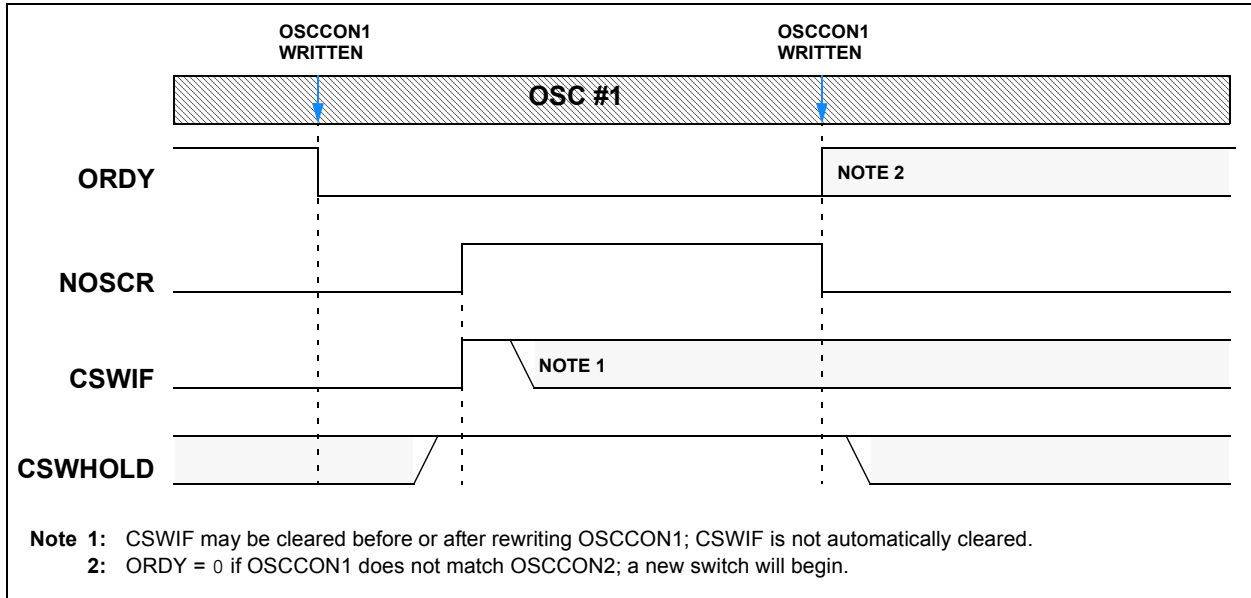 OSCCON1
WRITTEN
OSCCON1
WRITTEN
OSC #1
ORDY
NOTE 2
NOSCR
CSWIF
NOTE 1
CSWHOLD
Note 1: CSWIF may be cleared before or after rewriting OSCCON1; CSWIF is not automatically cleared.
2: ORDY = 0 if OSCCON1 does not match OSCCON2; a new switch will begin.